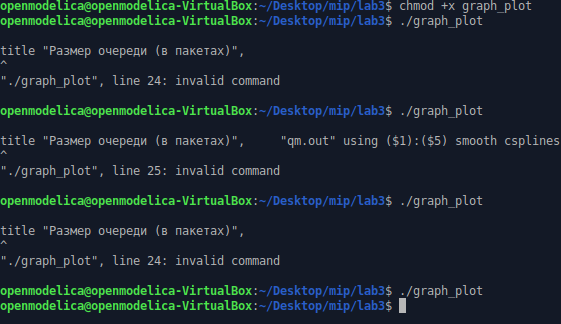 openmodelica@openmodelica-VirtualBox:~/Desktop/mip/lab3$ chmod +x graph_plot
openmodelica@openmodelica-VirtualBox:~/Desktop/mip/lab3$ ./graph_plot
title "Размер очереди (в пакетах)",
^
"./graph_plot", line 24: invalid command
openmodelica@openmodelica-VirtualBox:~/Desktop/mip/lab3$ ./graph_plot
title "Размер очереди (в пакетах)",     "qm.out" using ($1):($5) smooth csplines
^
"./graph_plot", line 25: invalid command
openmodelica@openmodelica-VirtualBox:~/Desktop/mip/lab3$ ./graph_plot
title "Размер очереди (в пакетах)",
^
"./graph_plot", line 24: invalid command
openmodelica@openmodelica-VirtualBox:~/Desktop/mip/lab3$ ./graph_plot
openmodelica@openmodelica-VirtualBox:~/Desktop/mip/lab3$